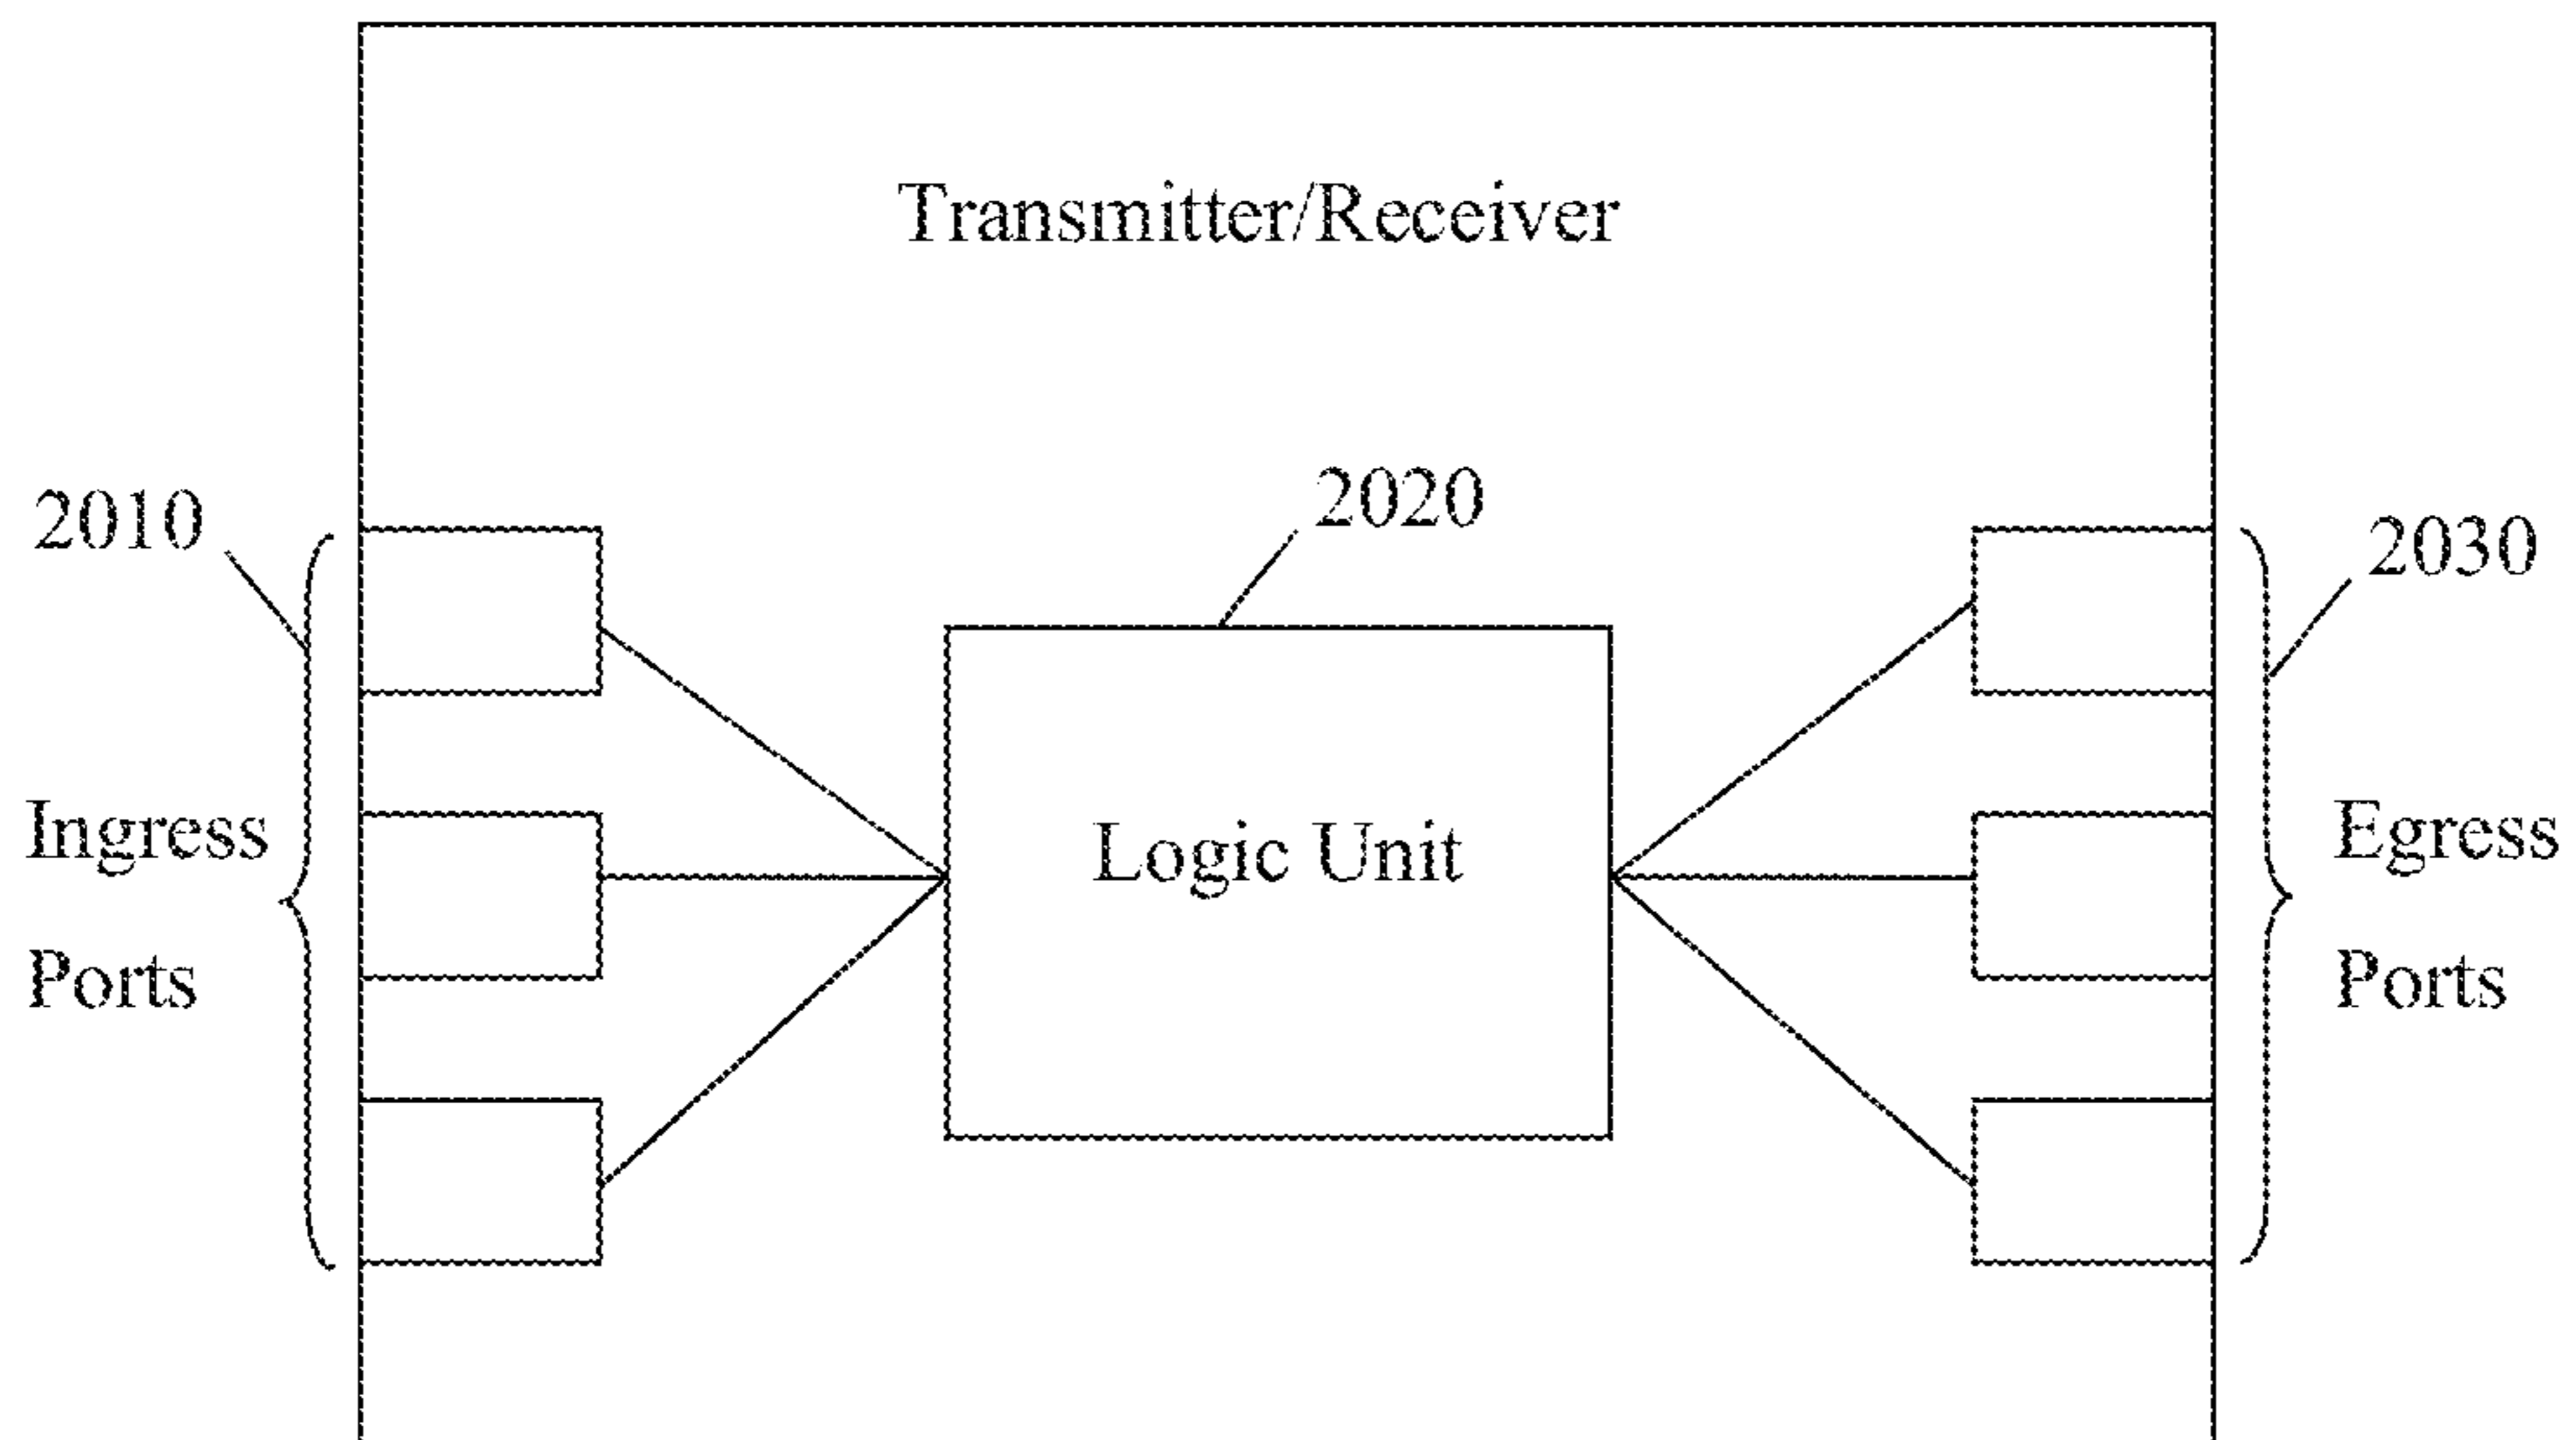 Transmitter/Receiver
2010
2020
2030
Ingress
Ports
Logic Unit
Egress
Ports